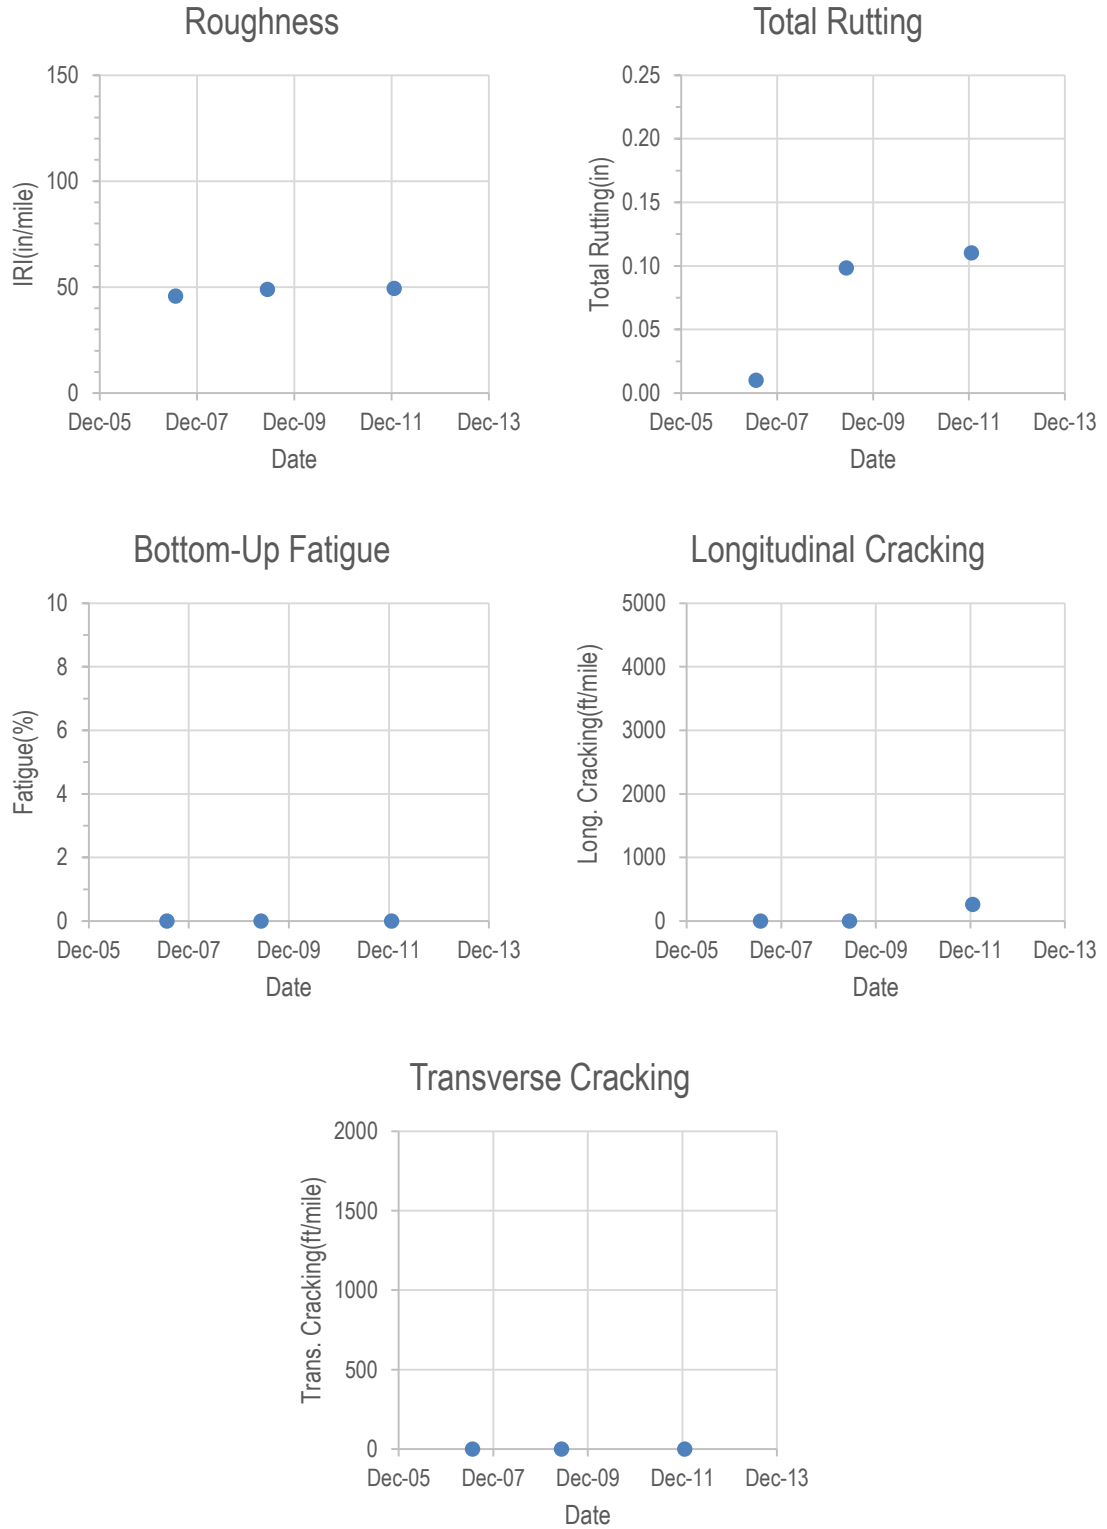 Roughness
150
100
50
0
IRI(in/mile)
Dec-05 Dec-07 Dec-09 Dec-11 Dec-13
Date
Total Rutting
0.25
0.20
0.15
0.10
0.05
0.00
Total Rutting(in)
Dec-05 Dec-07 Dec-09 Dec-11 Dec-13
Date
Bottom-Up Fatigue
10
8
6
4
2
0
Fatigue(%)
Dec-05 Dec-07 Dec-09 Dec-11 Dec-13
Date
Longitudinal Cracking
5000
4000
3000
2000
1000
0
Long. Cracking(ft/mile)
Dec-05 Dec-07 Dec-09 Dec-11 Dec-13
Date
Transverse Cracking
2000
1500
1000
500
0
Trans. Cracking(ft/mile)
Dec-05 Dec-07 Dec-09 Dec-11 Dec-13
Date